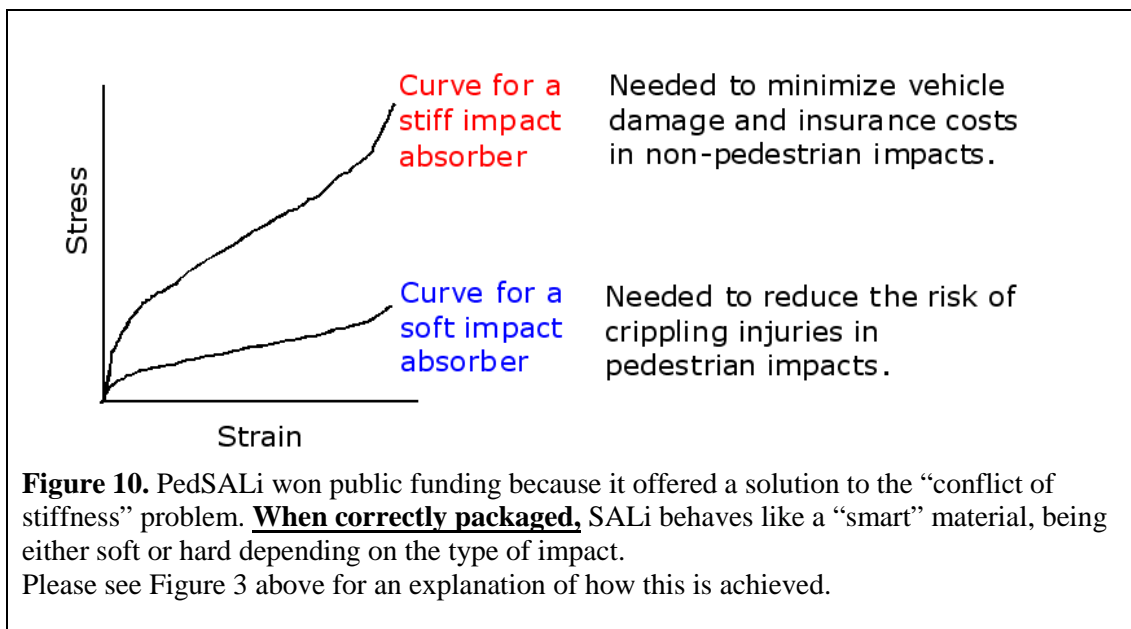 Stress
Curve for a
stiff impact
absorber
Needed to minimize vehicle
damage and insurance costs
in non-pedestrian impacts.
Curve for a
soft impact
absorber
Needed to reduce the risk of
crippling injuries in
pedestrian impacts.
Strain
Figure 10. PedSALi won public funding because it offered a solution to the “conflict of
stiffness” problem. When correctly packaged, SALi behaves like a “smart” material, being
either soft or hard depending on the type of impact.
Please see Figure 3 above for an explanation of how this is achieved.